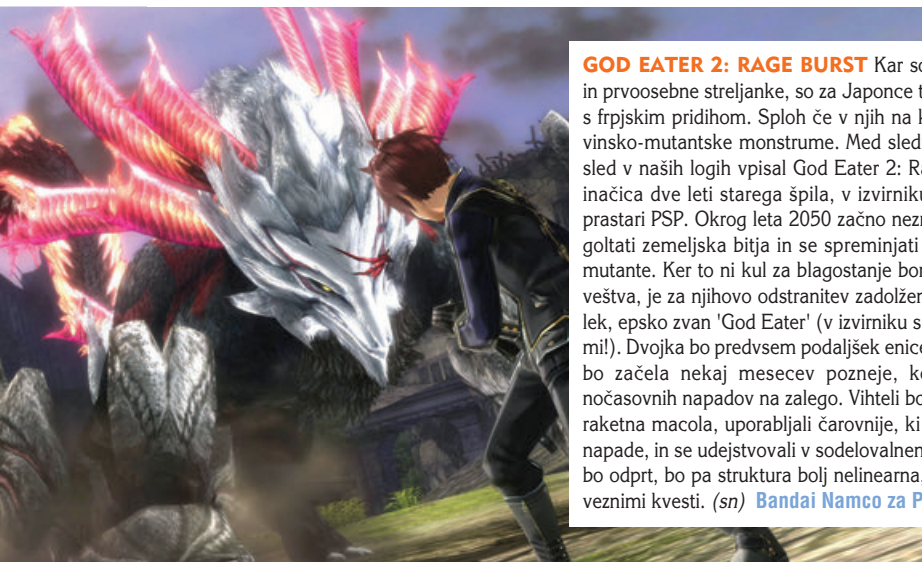 GOD EATER 2: RAGE BURST Kar so
in prvoosebne streljanke, so za Japonce t
s frpjskim pridihom. Sploh če v njih na k
vinsko-mutantske monstrume. Med sled
sled v naših logih vpisal God Eater 2: Ra
inačica dve leti starega špila, v izvirniku
prastari PSP. Okrog leta 2050 začno nezn
goltati zemeljska bitja in se spreminjati
mutante. Ker to ni kul za blagostanje bor
veštva, je za njihovo odstranitev zadolžen
lek, epsko zvan 'God Eater' (v izvirniku s
mi!). Dvojka bo predvsem podaljšek enice
bo začela nekaj mesecev pozneje, ko
nočasovnih napadov na zalego. Vihteli bo
raketna macola, uporabljali čarovnije, ki
napade, in se udejstvovali v sodelovalnem
bo odprt, bo pa struktura bolj nelinearna,
veznimi kvesti. (sn) Bandai Namco za P